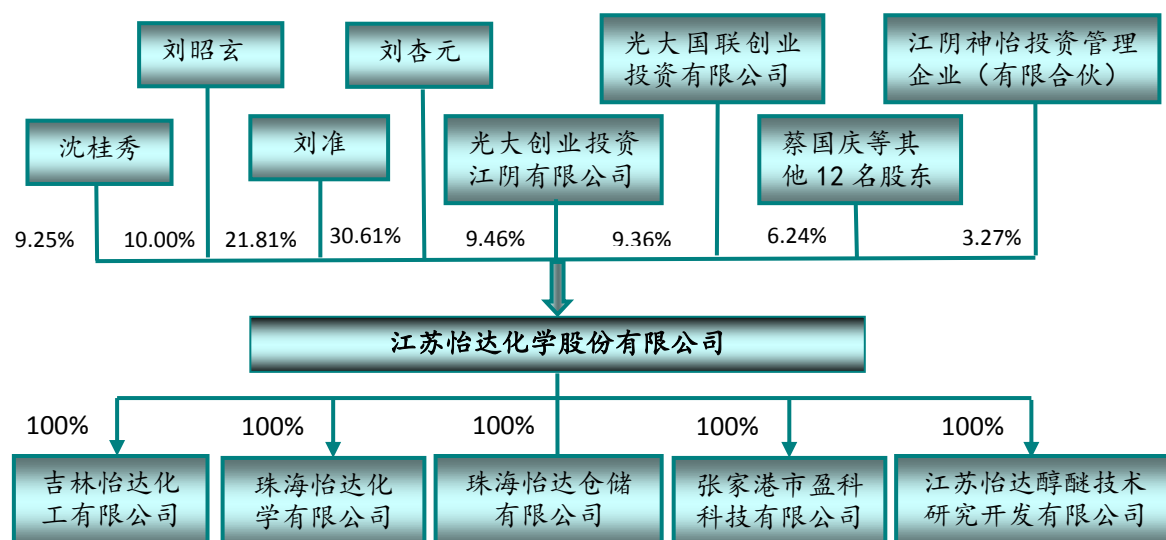 刘昭玄
刘杏元
光大国联创业
投资有限公司
江阴神怡投资管理
企业（有限合伙）
沈桂秀
刘准
光大创业投资
江阴有限公司
蔡国庆等其
他12名股东
9.25%
10.00%
21.81%
30.61%
9.46%
9.36%
6.24%
3.27%
江苏怡达化学股份有限公司
100%
100%
100%
100%
100%
吉林怡达化
工有限公司
珠海怡达化
学有限公司
珠海怡达仓储
有限公司
张家港市盈科
科技有限公司
江苏怡达醇醚技术
研究开发有限公司